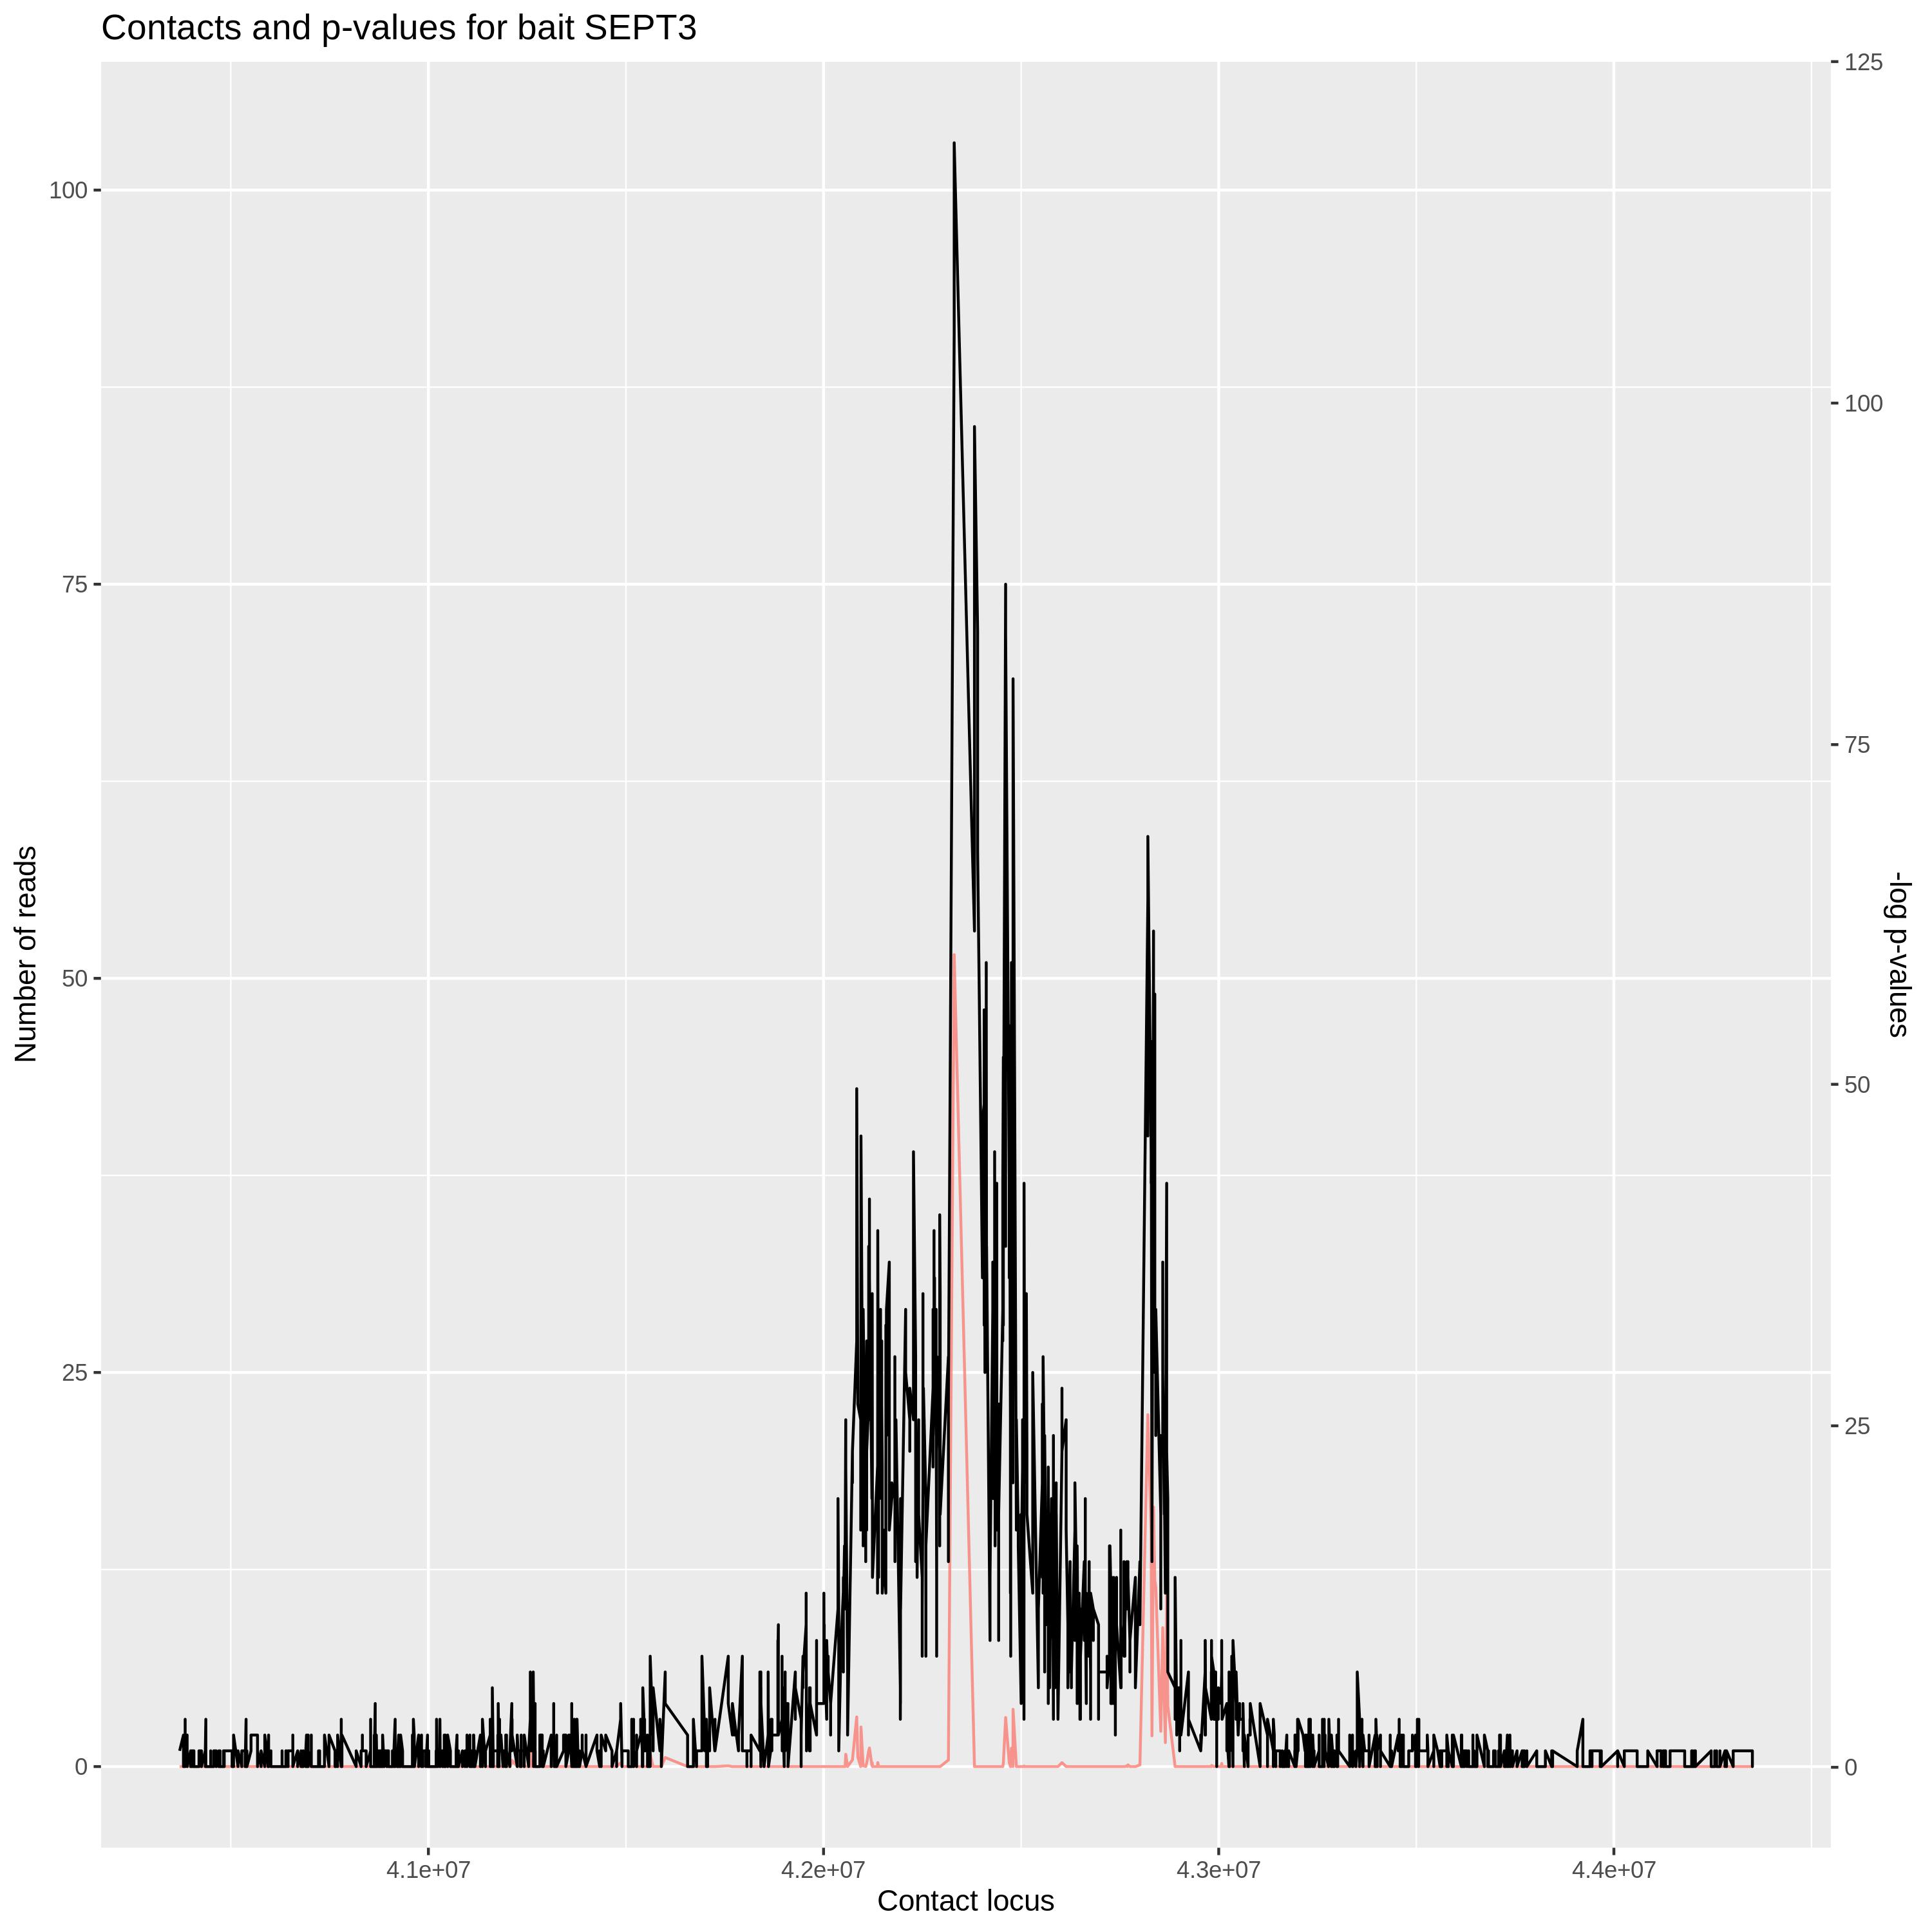 Contacts and p-values for bait SEPT3
125
100
100
75
75
50
50
25
25
0
0
Number of reads
-log p-values
4.1e+07
4.2e+07
4.3e+07
4.4e+07
Contact locus